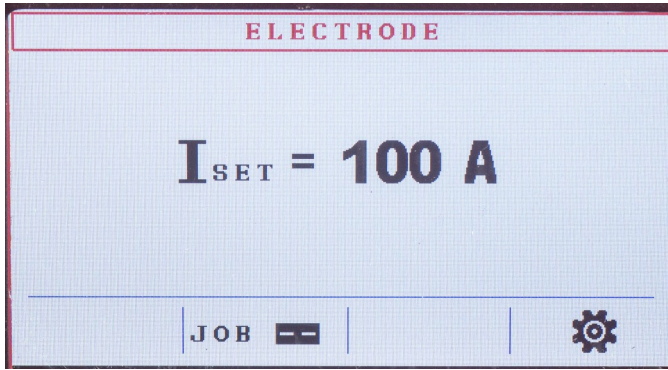 ELECTRODE
ISET = 100 A
JOB --